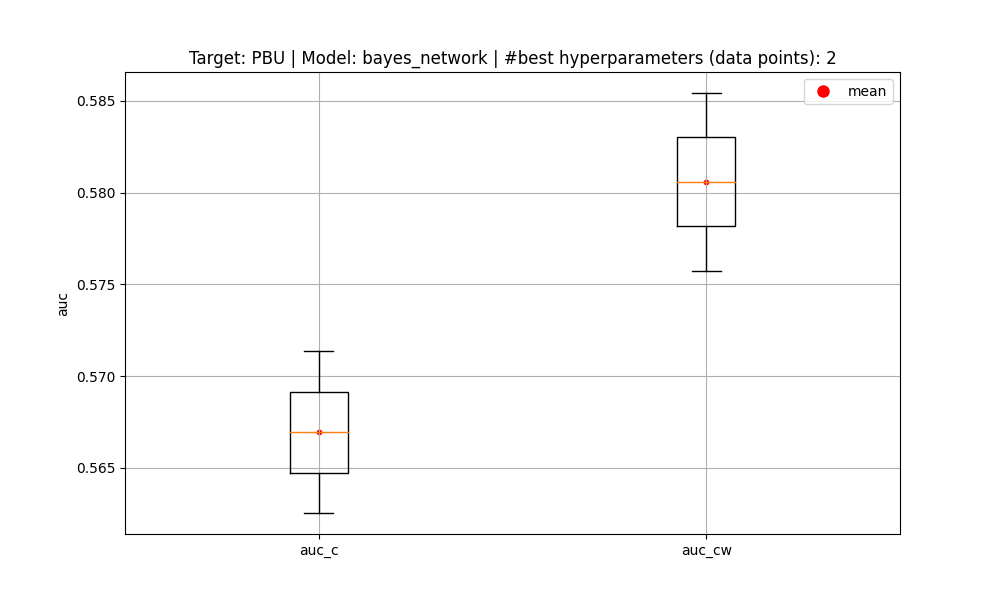 Target: PBU | Model: bayes_network | #best hyperparameters (data points): 2
mean
0.585
0.580
0.575
0.570
0.565
auc
auc_c
auc_cw